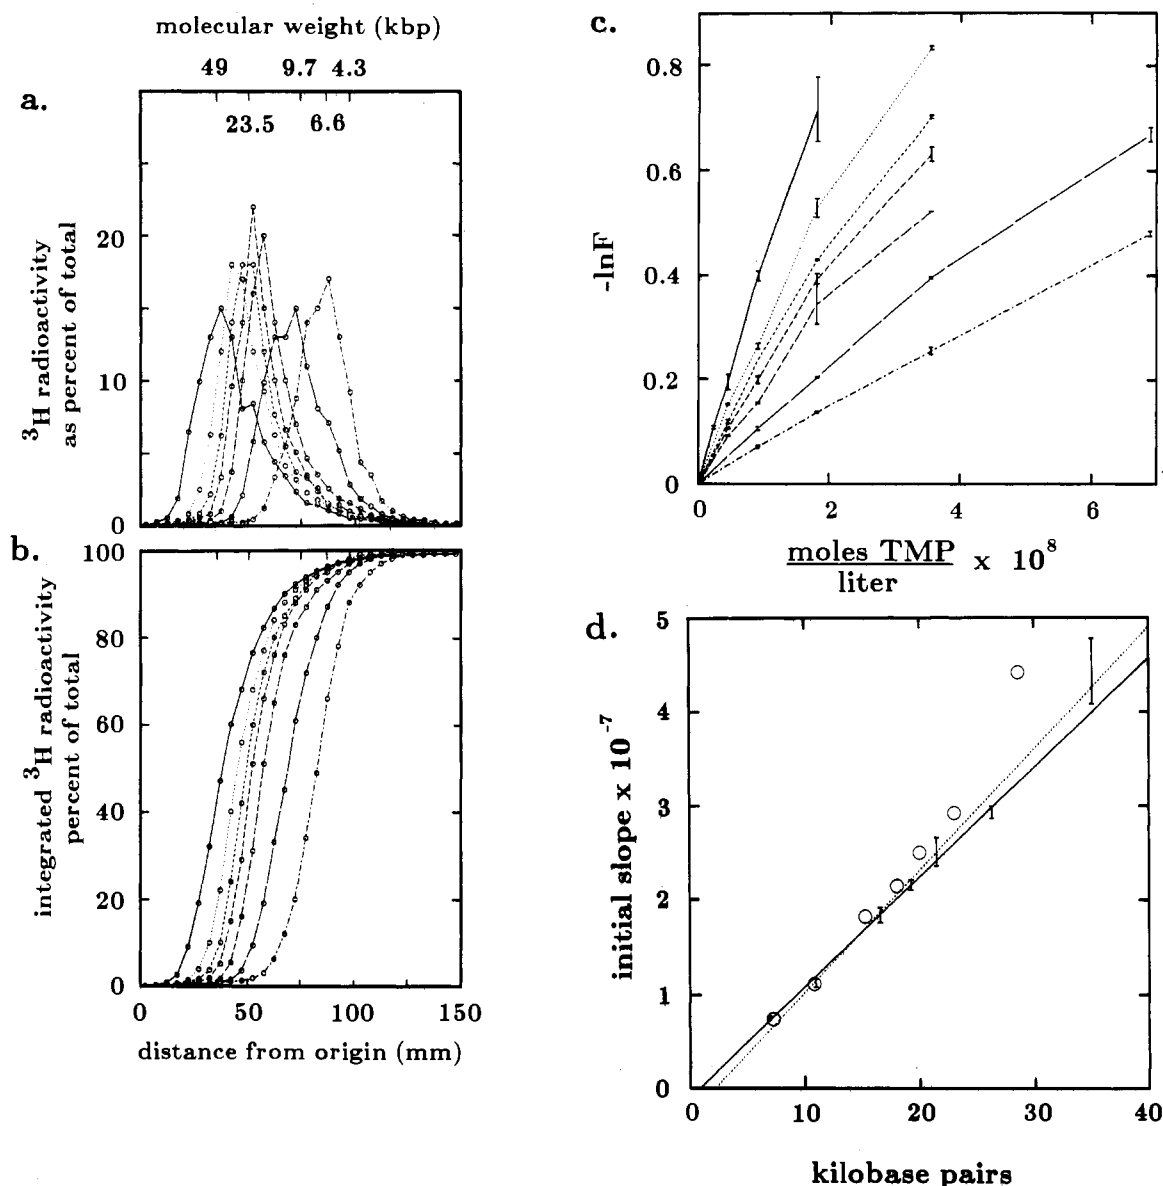 a.
molecular weight (kbp)
49 9.7 4.3
23.5 6.6
³H radioactivity
as percent of total
20
10
0
b.
integrated ³H radioactivity
percent of total
100
80
60
40
20
0
0 50 100 150
distance from origin (mm)
c.
-lnF
0.8
0.6
0.4
0.2
0
0 2 4 6
moles TMP
liter
x 10⁸
d.
initial slope x 10⁻⁷
5
4
3
2
1
0
0 10 20 30 40
kilobase pairs